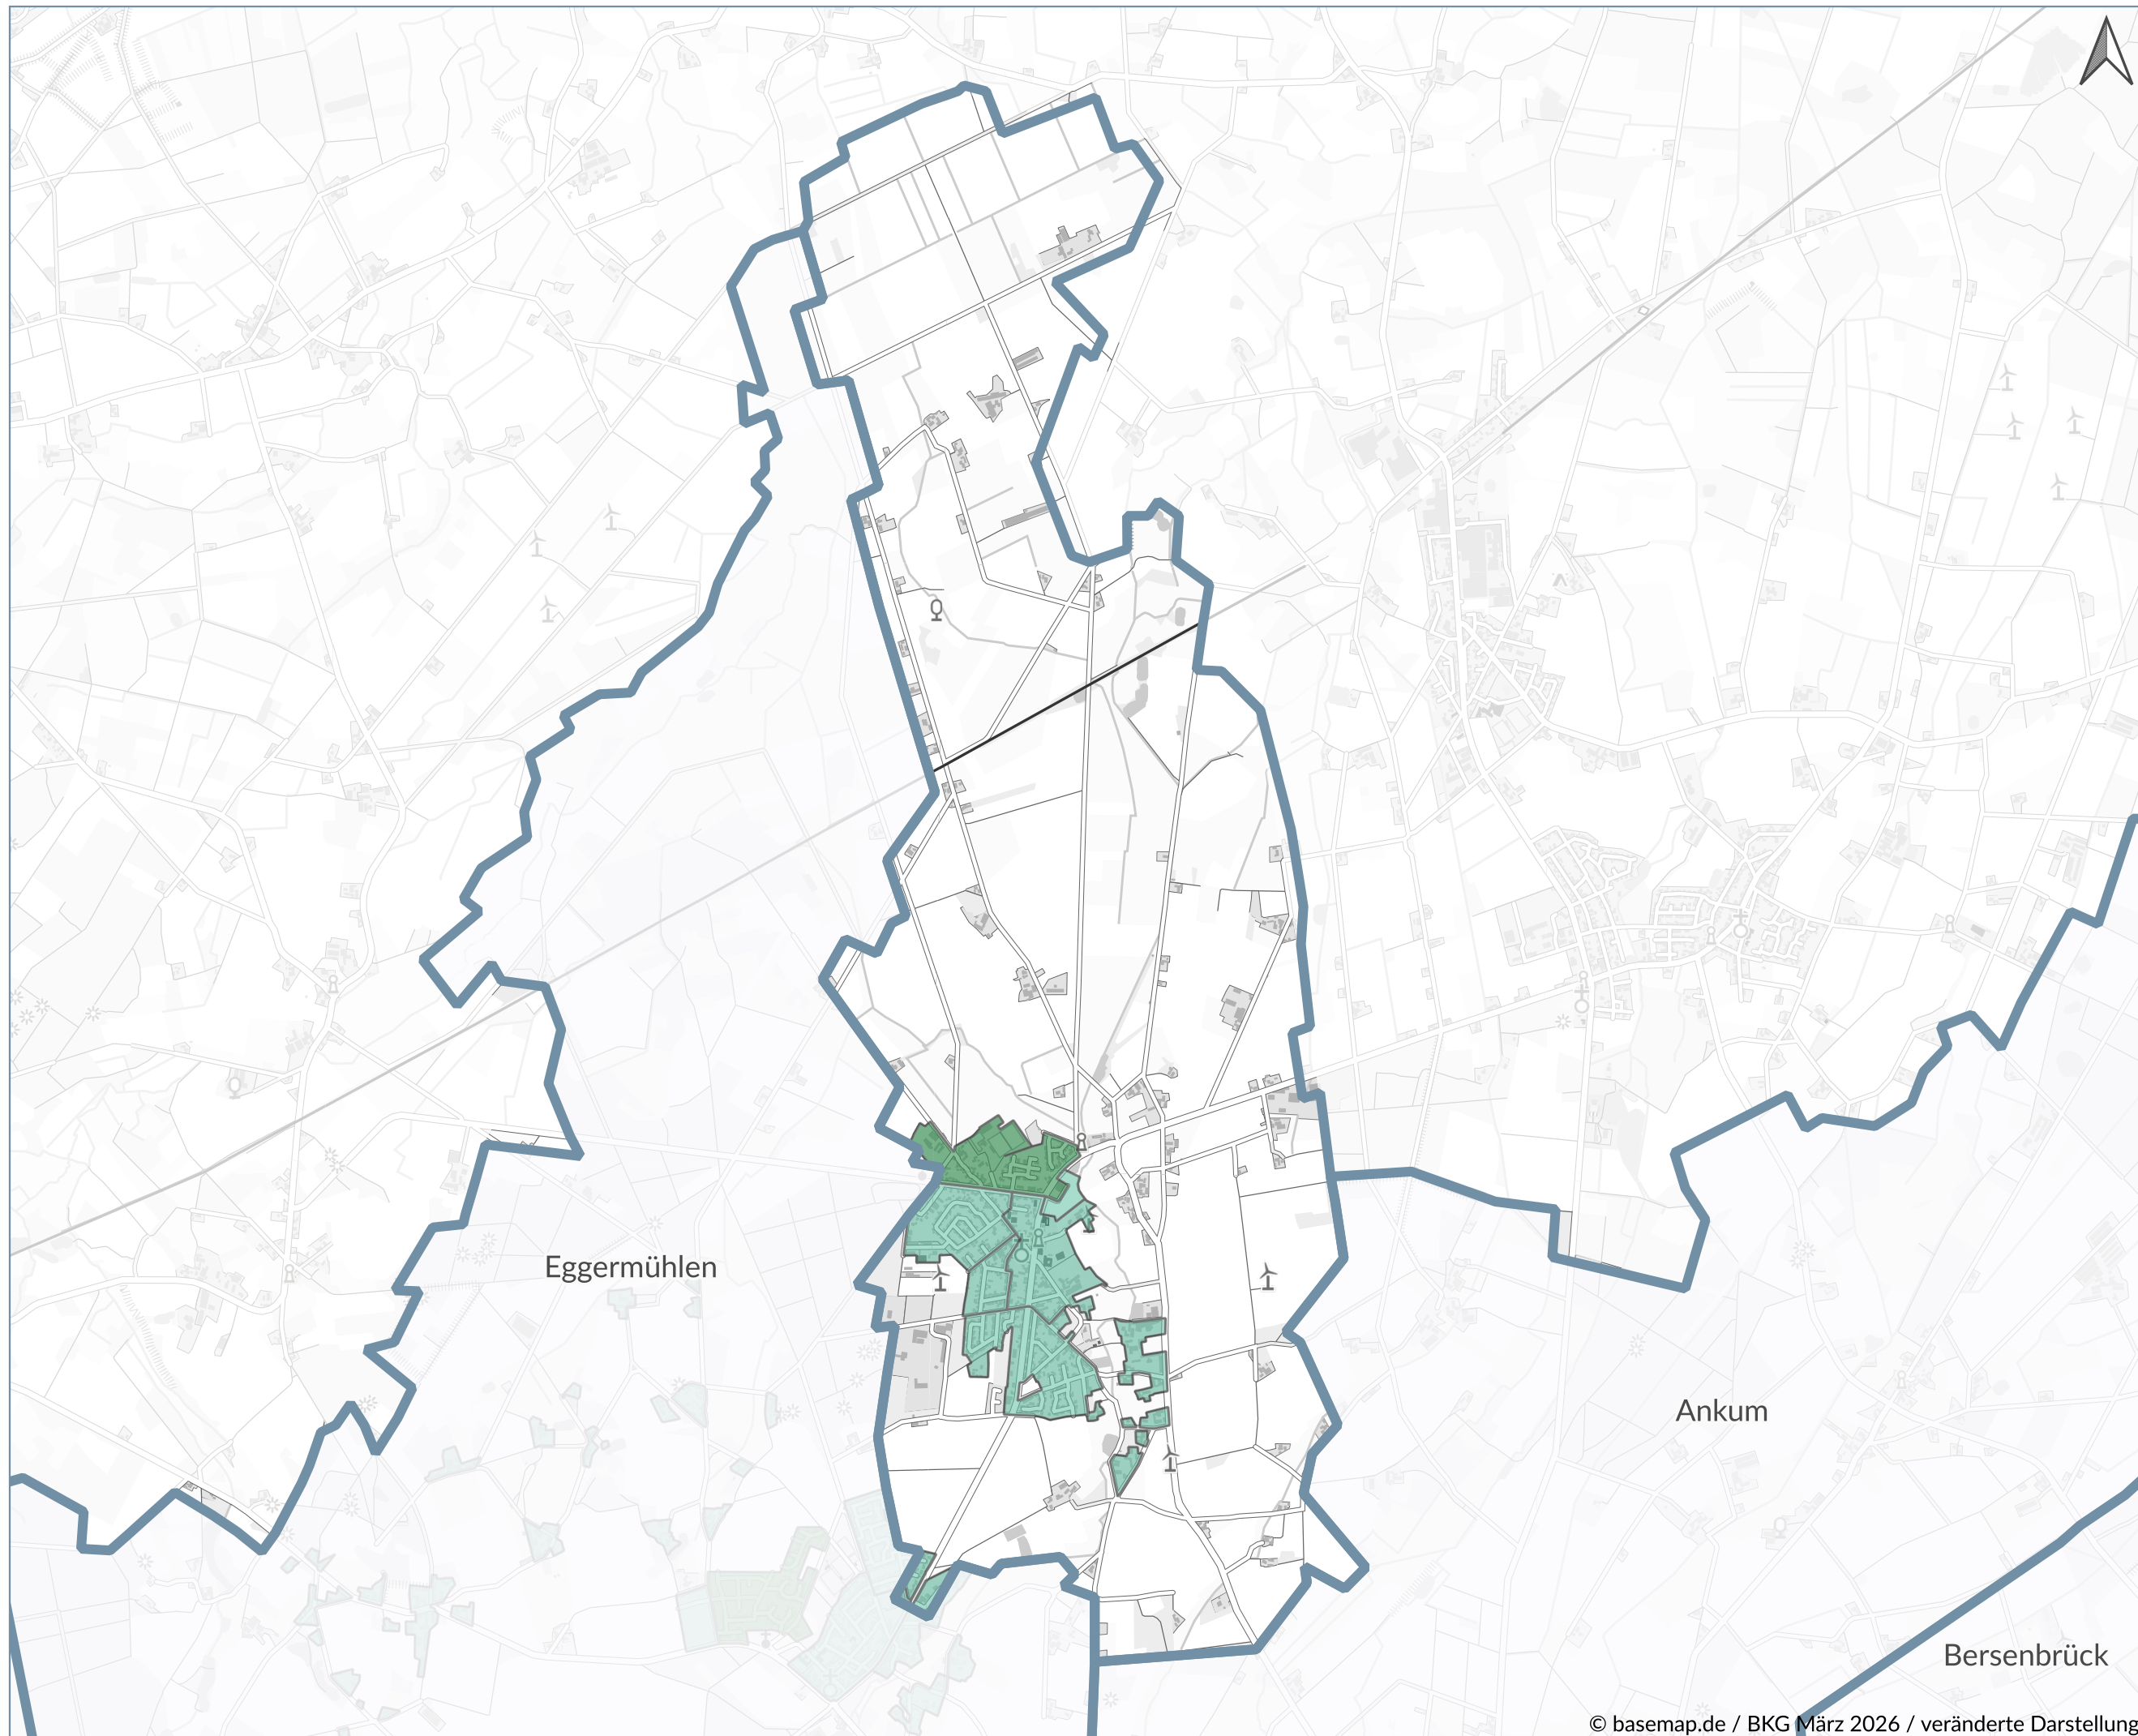 Eggermühlen
Ankum
Bersenbrück
© basemap.de / BKG März 2026 / veränderte Darstellung